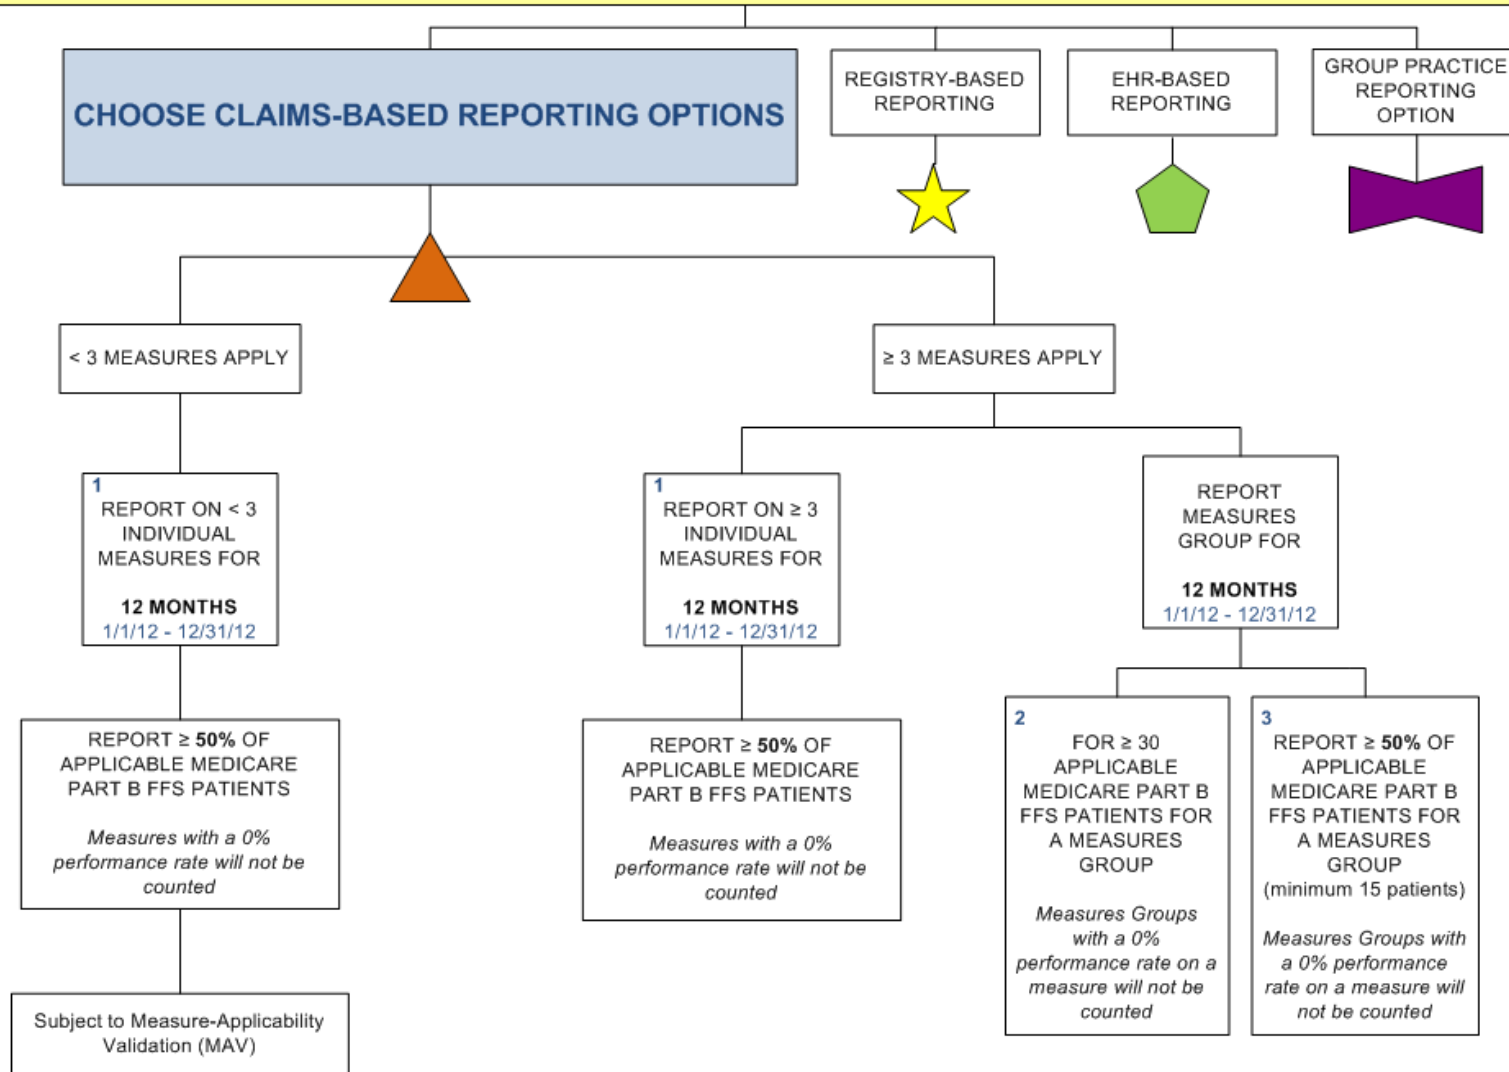 CHOOSE CLAIMS-BASED REPORTING OPTIONS
REGISTRY-BASED
REPORTING
EHR-BASED
REPORTING
GROUP PRACTICE
REPORTING
OPTION
< 3 MEASURES APPLY
≥ 3 MEASURES APPLY
1
REPORT ON < 3
INDIVIDUAL
MEASURES FOR
12 MONTHS
1/1/12 - 12/31/12
1
REPORT ON ≥ 3
INDIVIDUAL
MEASURES FOR
12 MONTHS
1/1/12 - 12/31/12
REPORT
MEASURES
GROUP FOR
12 MONTHS
1/1/12 - 12/31/12
REPORT ≥ 50% OF
APPLICABLE MEDICARE
PART B FFS PATIENTS
Measures with a 0%
performance rate will not be
counted
REPORT ≥ 50% OF
APPLICABLE MEDICARE
PART B FFS PATIENTS
Measures with a 0%
performance rate will not be
counted
2
FOR ≥ 30
APPLICABLE
MEDICARE PART B
FFS PATIENTS FOR
A MEASURES
GROUP
Measures Groups
with a 0%
performance rate on a
measure will not be
counted
3
REPORT ≥ 50% OF
APPLICABLE
MEDICARE PART B
FFS PATIENTS FOR
A MEASURES
GROUP
(minimum 15 patients)
Measures Groups with
a 0% performance
rate on a measure will
not be counted
Subject to Measure-Applicability
Validation (MAV)